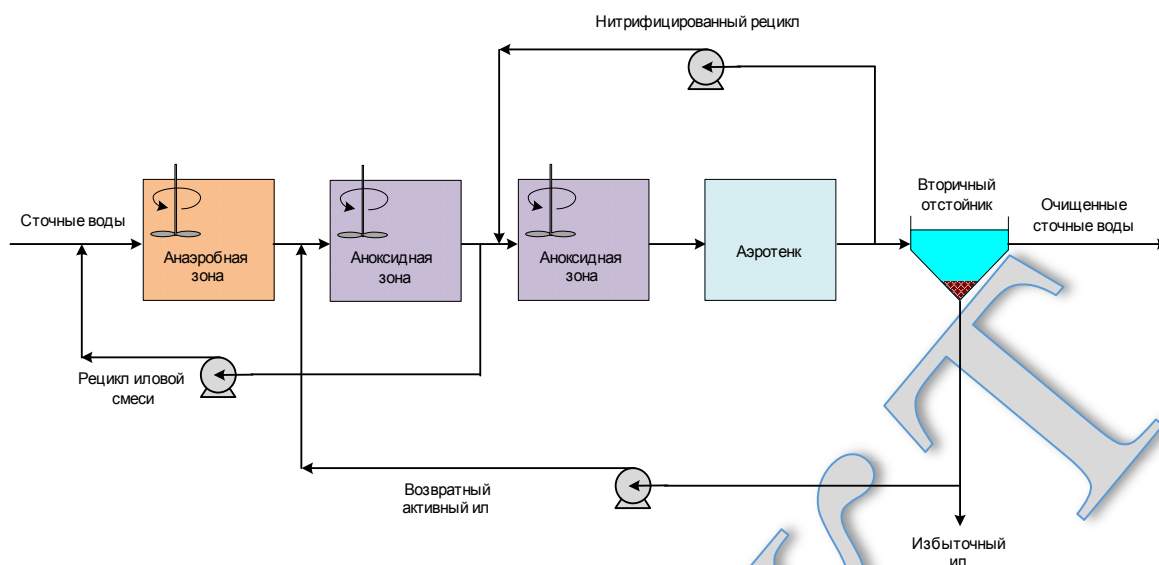 Нитрифицированный рецикл
Вторичный
отстойник
Очищенные
сточные воды
Сточные воды
Анаэробная
зона
Аноксидная
зона
Аноксидная
зона
Аэротенк
Рецикл иловой
смеси
Возвратный
активный ил
Избыточный
ил